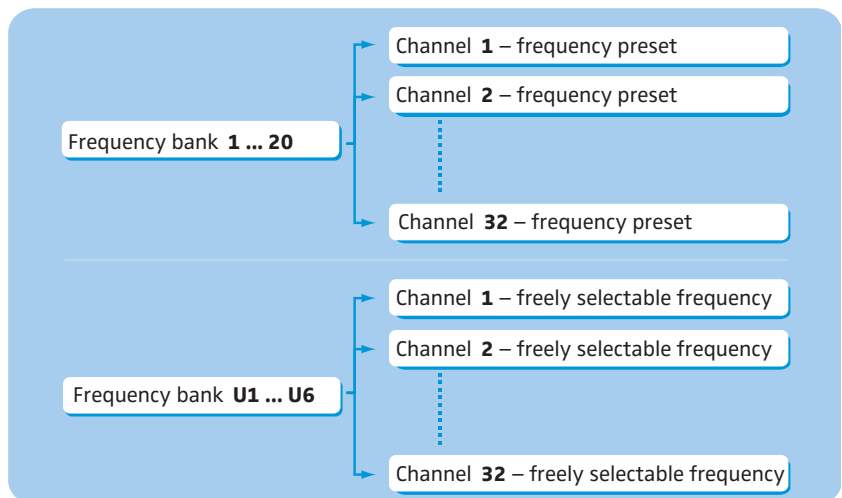 Channel 1 – frequency preset
Channel 2 – frequency preset
Frequency bank 1 ... 20
Channel 32 – frequency preset
Channel 1 – freely selectable frequency
Channel 2 – freely selectable frequency
Frequency bank U1 ... U6
Channel 32 – freely selectable frequency